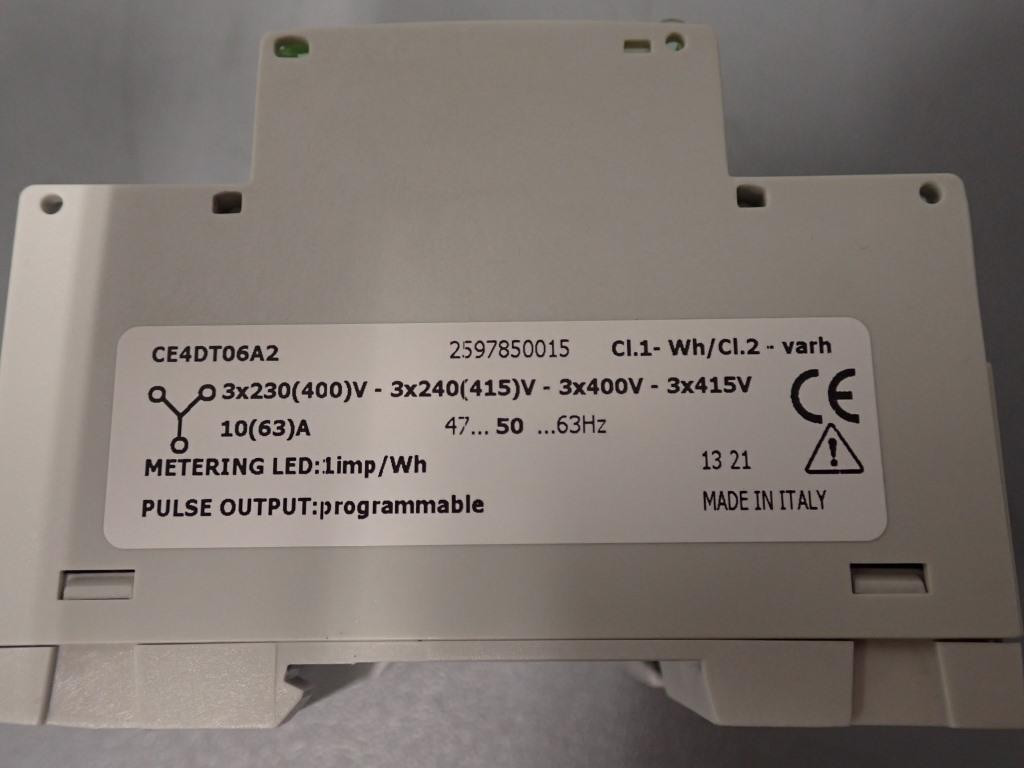 CE4DT06A2 2597850015 Cl.1- Wh/Cl.2 - varh
3x230(400)V - 3x240(415)V - 3x400V - 3x415V
10(63)A 47... 50 ...63Hz
METERING LED:1imp/Wh 13 21
PULSE OUTPUT:programmable MADE IN ITALY
CE